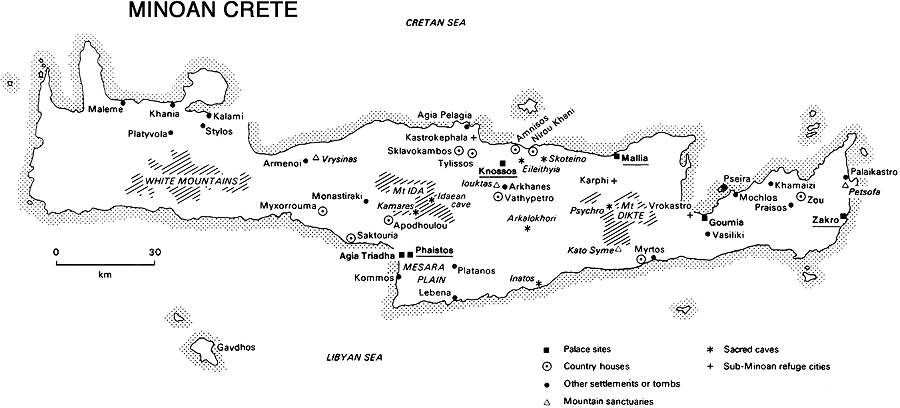 MINOAN CRETE
CRETAN SEA
Maleme
Khania
Kalami
Stylos
Platyvola
WHITE MOUNTAINS
Armenoi
Vrysinas
Monastiraki
Myxorrouma
Saktouria
Agia Pelagia
Kastrokephala
Sklavokambos
Tylissos
Amnisos
Nirou Khani
Skoteino
Eileithyia
Knossos
Mallia
Iouktas
Arkhanes
Vathypetro
Karphi
Mt IDA
Idaean
cave
Kamares
Apodhoulou
Arkalokhori
Psychro
Mt
DIKTE
Vrokastro
Kato Syme
Myrtos
Pseira
Mochlos
Khamaizi
Palaikastro
Petsofa
Zou
Praisos
Zakro
Goumia
Vasiliki
Agia Triadha
Phaistos
MESARA
PLAIN
Platanos
Kommos
Lebena
Inatos
0
30
km
Gavdhos
LIBYAN SEA
Palace sites
Country houses
Other settlements or tombs
Mountain sanctuaries
Sacred caves
Sub-Minoan refuge cities